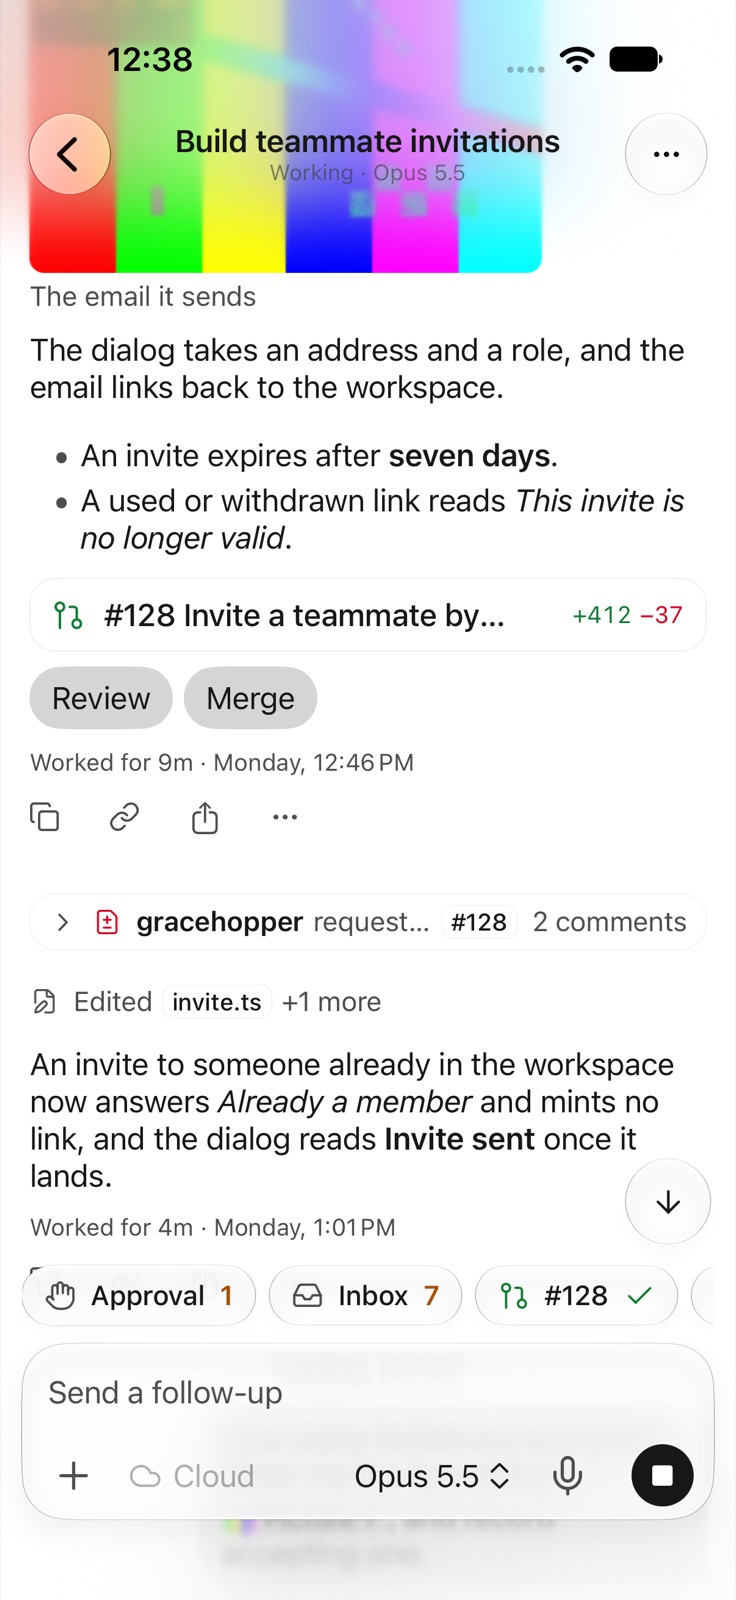 12:38
Build teammate invitations
Working · Opus 5.5
The email it sends
The dialog takes an address and a role, and the
email links back to the workspace.
• An invite expires after seven days.
• A used or withdrawn link reads This invite is
no longer valid.
#128 Invite a teammate by... +412 −37
Review Merge
Worked for 9m · Monday, 12:46 PM
gracehopper request... #128 2 comments
Edited invite.ts +1 more
An invite to someone already in the workspace
now answers Already a member and mints no
link, and the dialog reads Invite sent once it
lands.
Worked for 4m · Monday, 1:01 PM
Approval 1 Inbox 7 #128
Send a follow-up
Cloud Opus 5.5
accepting one.